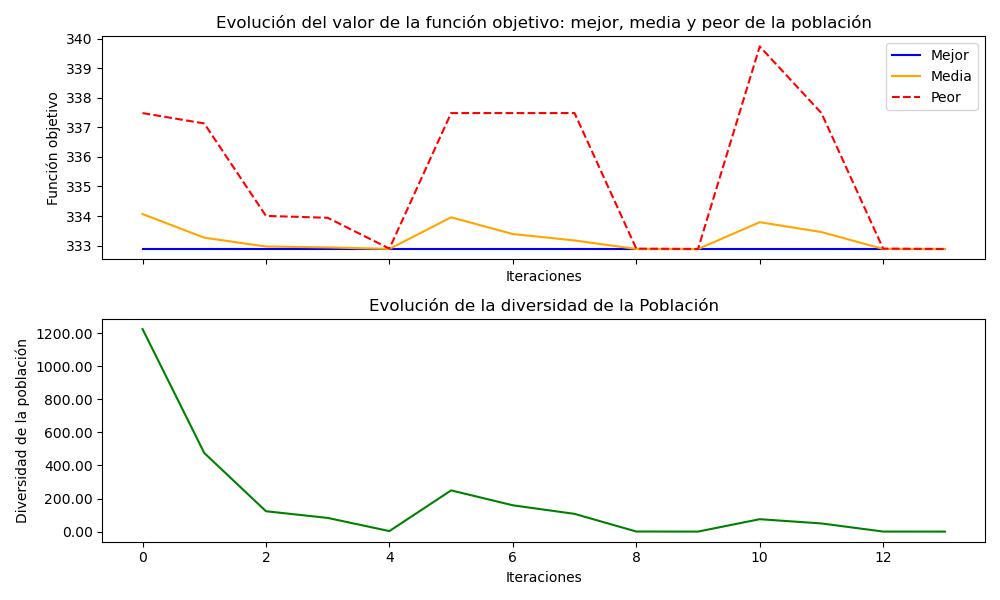 Evolución del valor de la función objetivo: mejor, media y peor de la población
340
339
338
337
336
335
334
333
Función objetivo
Mejor
Media
Peor
Iteraciones
Evolución de la diversidad de la Población
1200.00
1000.00
800.00
600.00
400.00
200.00
0.00
Diversidad de la población
0 2 4 6 8 10 12
Iteraciones